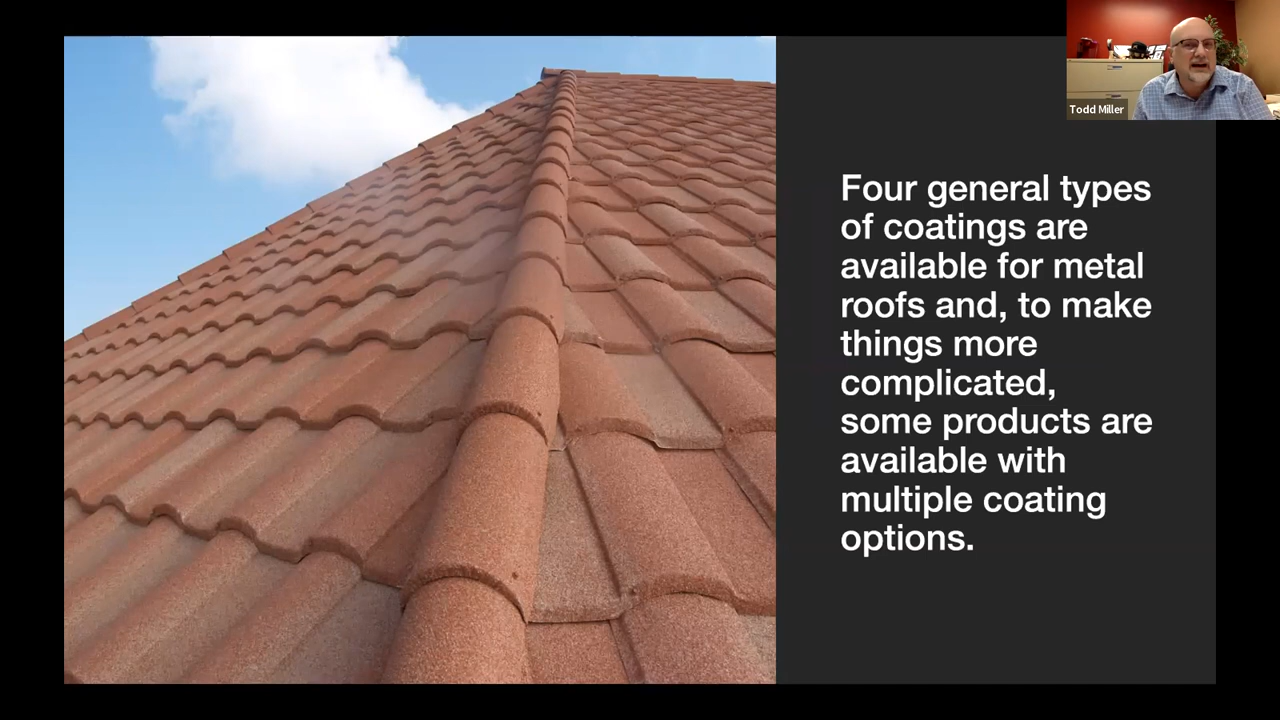 Todd Miller
Four general types
of coatings are
available for metal
roofs and, to make
things more
complicated,
some products are
available with
multiple coating
options.